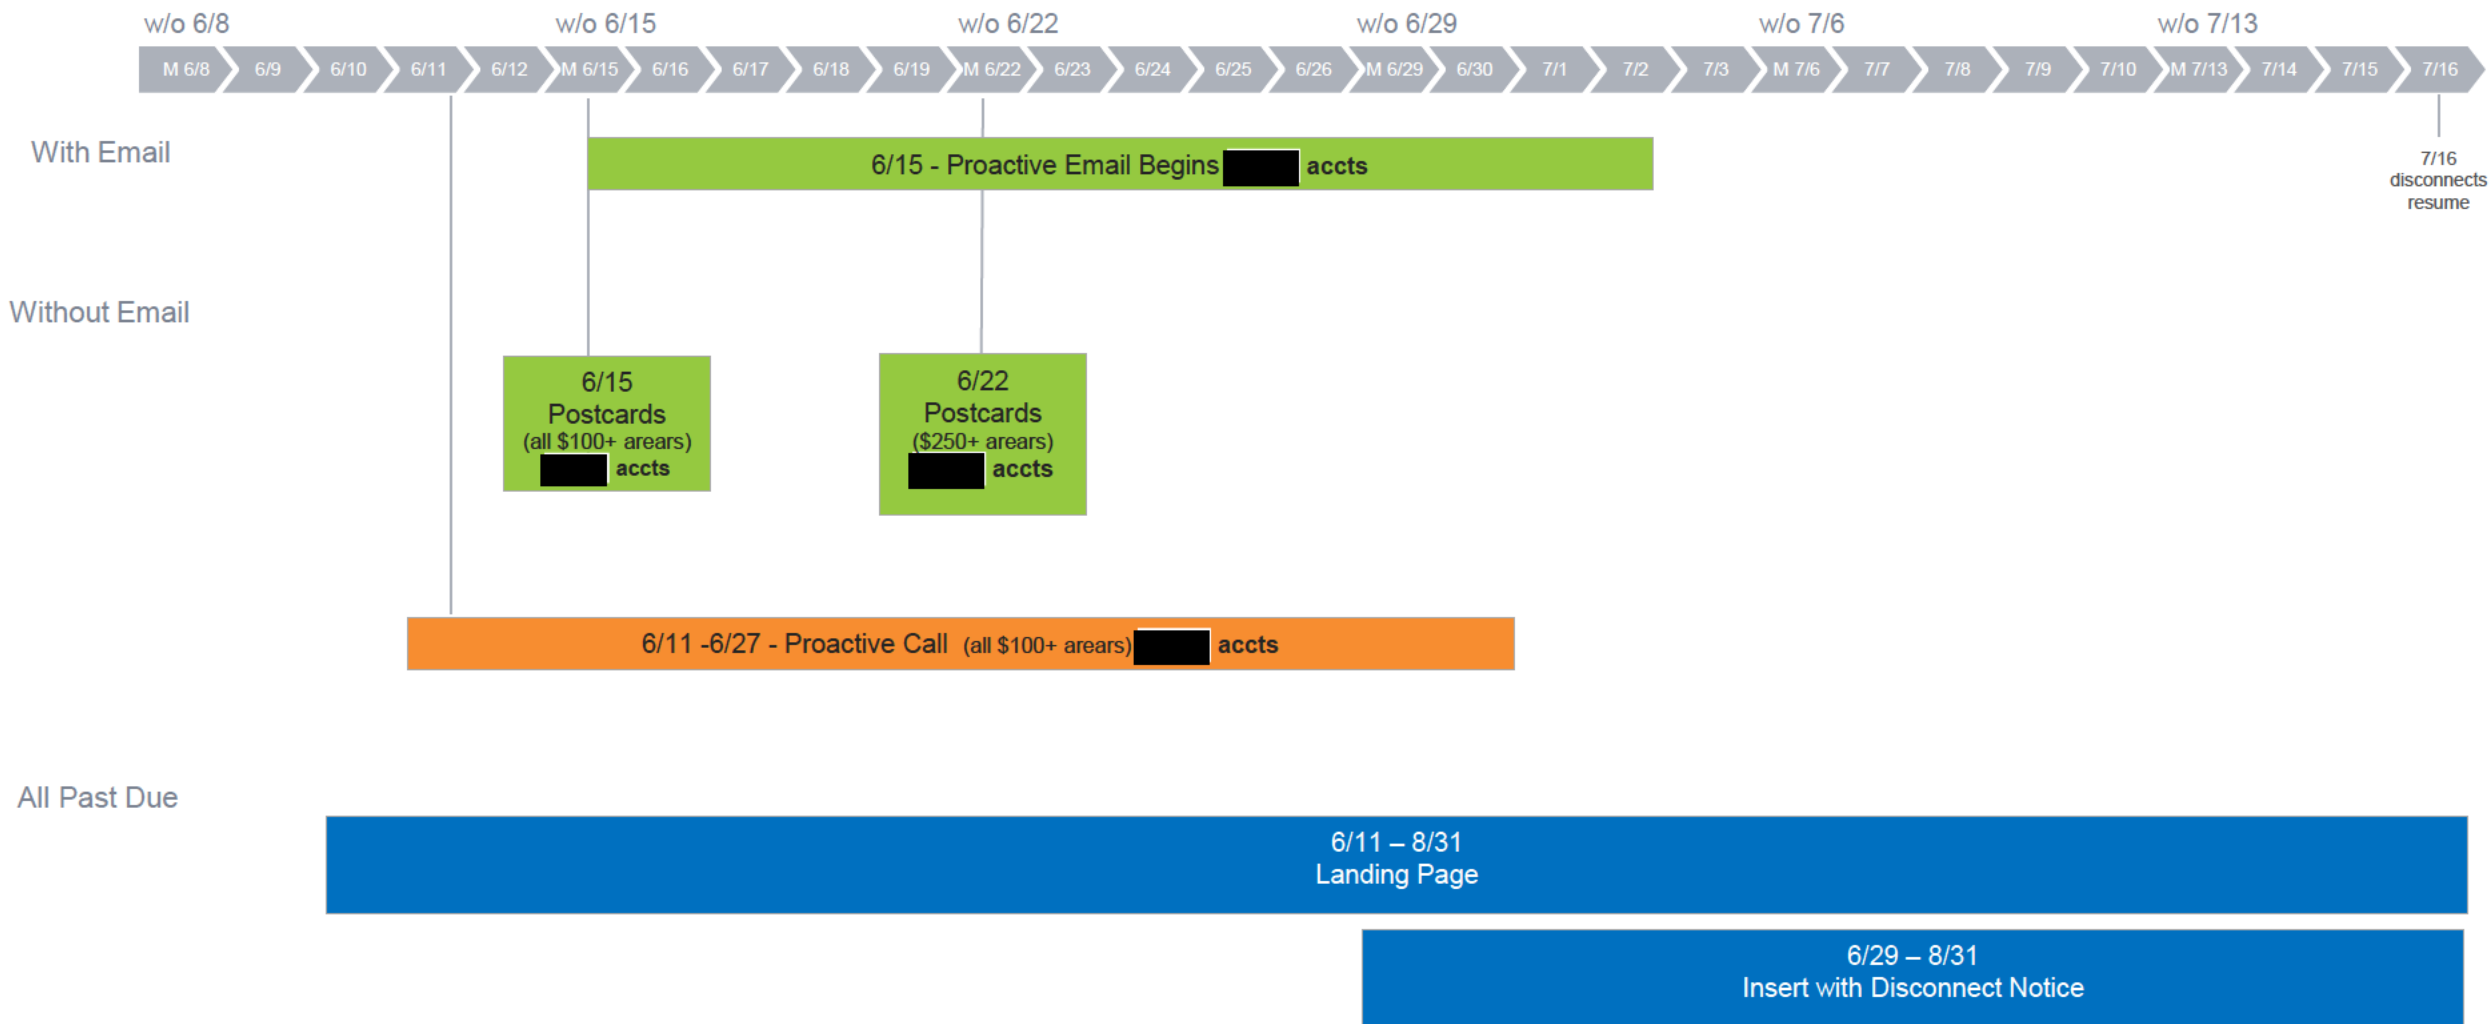 w/o 6/8 w/o 6/15 w/o 6/22 w/o 6/29 w/o 7/6 w/o 7/13
M 6/8 6/9 6/10 6/11 6/12 M 6/15 6/16 6/17 6/18 6/19 M 6/22 6/23 6/24 6/25 6/26 M 6/29 6/30 7/1 7/2 7/3 M 7/6 7/7 7/8 7/9 7/10 M 7/13 7/14 7/15 7/16
With Email
6/15 - Proactive Email Begins accts
7/16
disconnects
resume
Without Email
6/15
Postcards
(all $100+ arears)
accts
6/22
Postcards
($250+ arears)
accts
6/11 -6/27 - Proactive Call (all $100+ arears) accts
All Past Due
6/11 – 8/31
Landing Page
6/29 – 8/31
Insert with Disconnect Notice